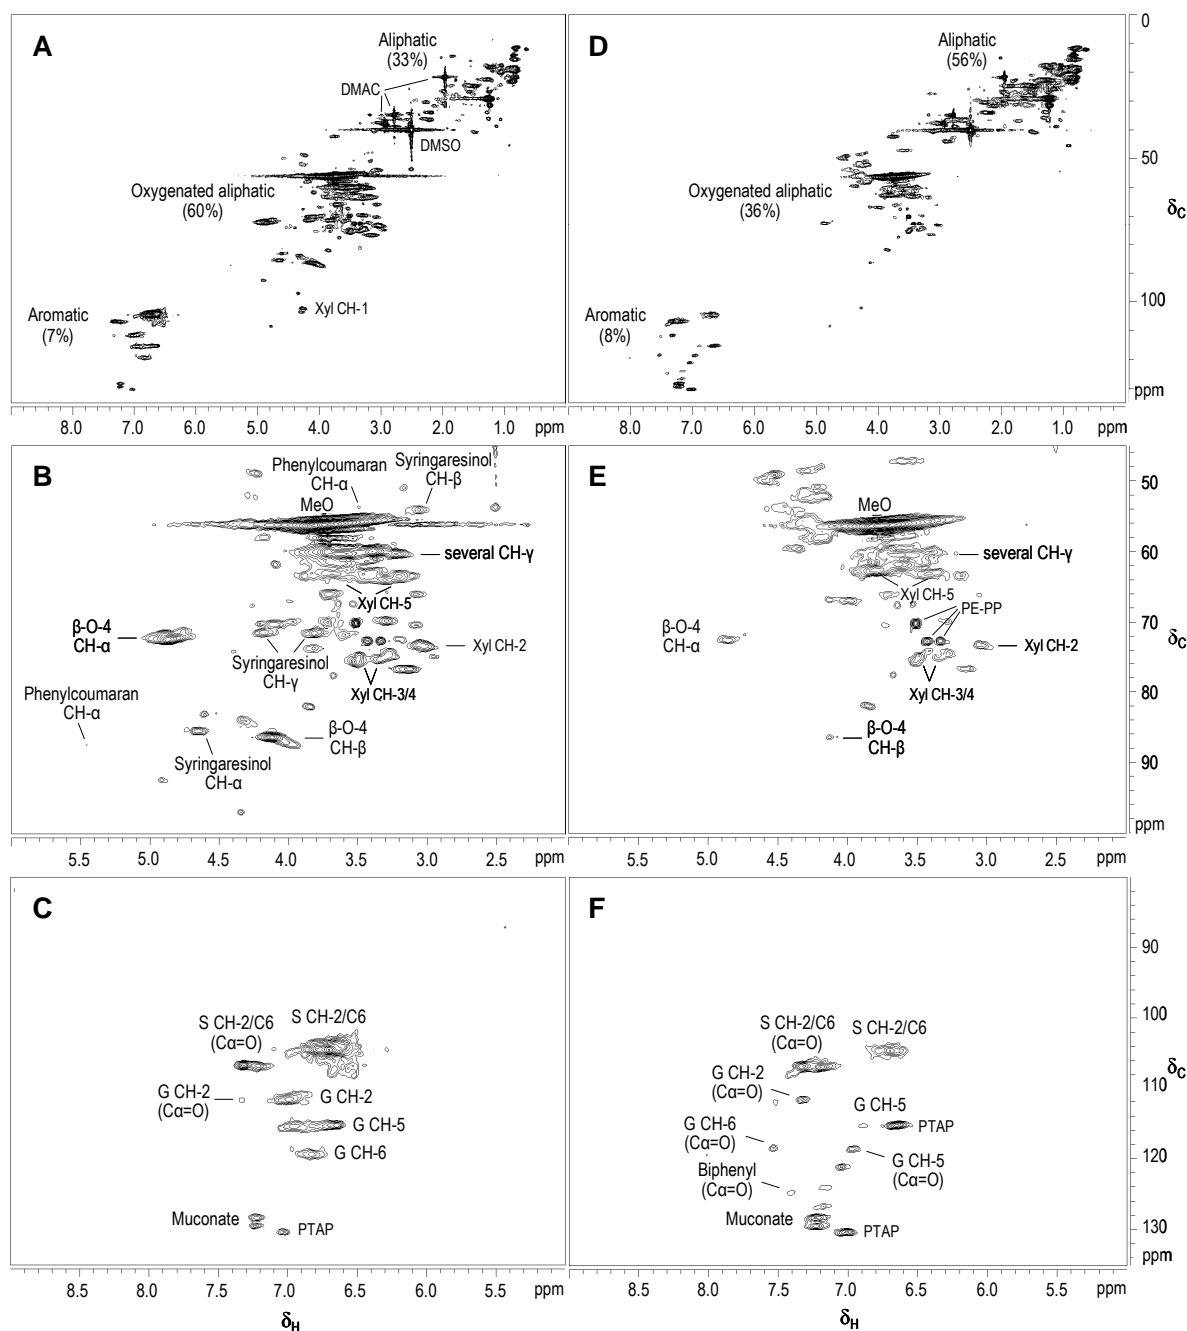 A
Aliphatic
(33%)
DMAC
DMSO
Oxygenated aliphatic
(60%)
Xyl CH-1
Aromatic
(7%)
8.0 7.0 6.0 5.0 4.0 3.0 2.0 1.0 ppm
D
Aliphatic
(56%)
Oxygenated aliphatic
(36%)
Aromatic
(8%)
8.0 7.0 6.0 5.0 4.0 3.0 2.0 1.0 ppm
0
50
δC
100
ppm
B
Phenylcoumaran
CH-α
Syringaresinol
CH-β
MeO
several CH-γ
Xyl CH-5
β-O-4
CH-α
Syringaresinol
CH-γ
Xyl CH-2
Xyl CH-3/4
Phenylcoumaran
CH-α
β-O-4
CH-β
Syringaresinol
CH-α
5.5 5.0 4.5 4.0 3.5 3.0 2.5 ppm
E
MeO
several CH-γ
Xyl CH-5
PE-PP
β-O-4
CH-α
Xyl CH-2
Xyl CH-3/4
β-O-4
CH-β
5.5 5.0 4.5 4.0 3.5 3.0 2.5 ppm
50
60
70
δC
80
90
ppm
C
S CH-2/C6
(Cα=O)
S CH-2/C6
G CH-2
(Cα=O)
G CH-2
G CH-5
G CH-6
Muconate
PTAP
8.0 7.5 7.0 6.5 6.0 5.5 ppm
δH
F
S CH-2/C6
(Cα=O)
S CH-2/C6
G CH-2
(Cα=O)
G CH-5
G CH-6
(Cα=O)
PTAP
G CH-5
(Cα=O)
Biphenyl
(Cα=O)
Muconate
PTAP
8.0 7.5 7.0 6.5 6.0 5.5 ppm
δH
90
100
δC
110
120
130
ppm